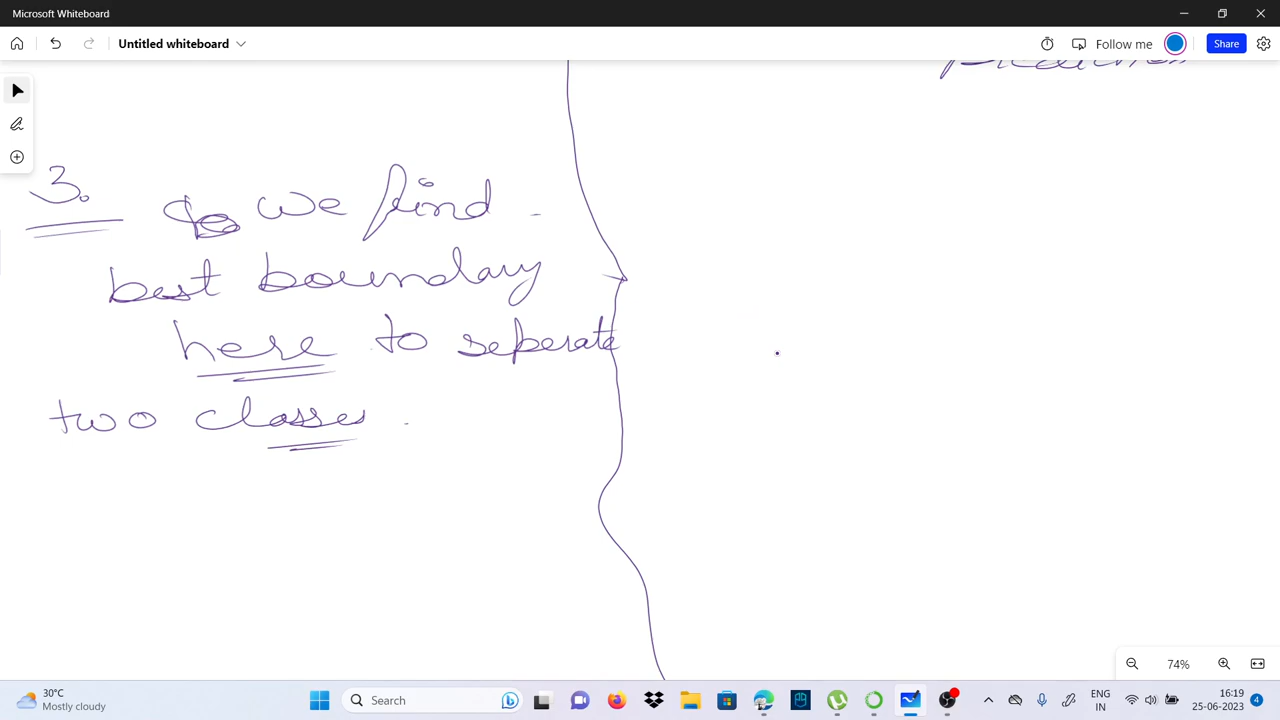 Microsoft Whiteboard
Untitled whiteboard
Follow me
Share
3. we find
best boundary
here to seperate
two classes.
74%
30°C
Mostly cloudy
Search
ENG
IN
16:19
25-06-2023
4